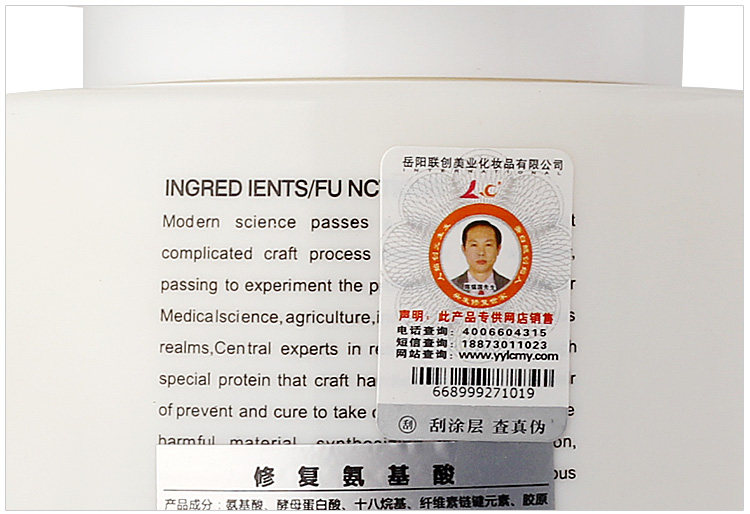 岳阳联创美业化妆品有限公司
INTERNATIONAL
INGRED IENTS/FU NCT
Modern science passes
complicated craft process
passing to experiment the p
Medicalscience, agriculture,i
realms,Central experts in re
special protein that craft ha
of prevent and cure to take
harmful material,
声明：此产品专供网店销售
电话查询：4006604315
短信查询：18873011023
网站查询：www.yylcmy.com
668999271019
刮 刮涂层 查真伪
修复氨基酸
产品成分：氨基酸、酵母蛋白酸、十八烷基、纤维素链键元素、胶原